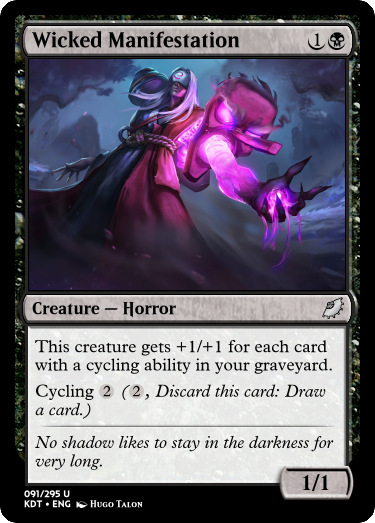 Wicked Manifestation 1
Creature — Horror
This creature gets +1/+1 for each card
with a cycling ability in your graveyard.
Cycling 2 (2, Discard this card: Draw
a card.)
No shadow likes to stay in the darkness for
very long.
1/1
091/295 U
KDT • ENG Hugo Talon